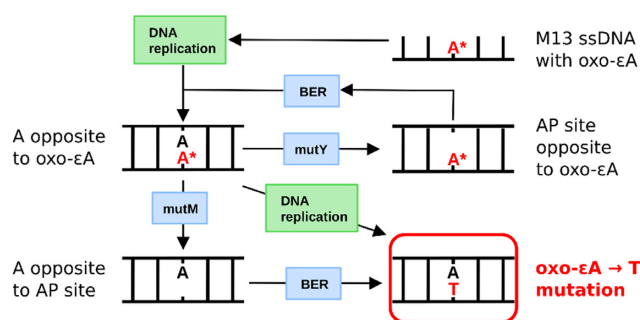 DNA
replication
A*
M13 ssDNA
with oxo-εA
BER
A opposite
to oxo-εA
A
A*
mutY
A*
AP site
opposite
to oxo-εA
mutM
DNA
replication
A opposite
to AP site
A
BER
A
T
oxo-εA → T
mutation